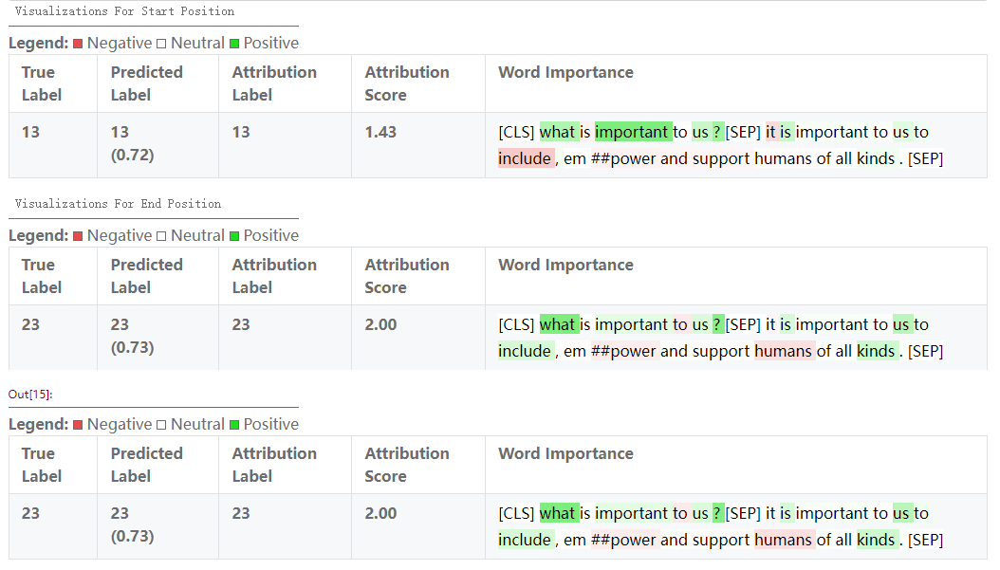 Visualizations For Start Position
Legend: Negative Neutral Positive
True Label Predicted Label Attribution Label Attribution Score Word Importance
13 13 (0.72) 13 1.43 [CLS] what is important to us ? [SEP] it is important to us to
include , em ##power and support humans of all kinds . [SEP]
Visualizations For End Position
Legend: Negative Neutral Positive
True Label Predicted Label Attribution Label Attribution Score Word Importance
23 23 (0.73) 23 2.00 [CLS] what is important to us ? [SEP] it is important to us to
include , em ##power and support humans of all kinds . [SEP]
Out[15]:
Legend: Negative Neutral Positive
True Label Predicted Label Attribution Label Attribution Score Word Importance
23 23 (0.73) 23 2.00 [CLS] what is important to us ? [SEP] it is important to us to
include , em ##power and support humans of all kinds . [SEP]